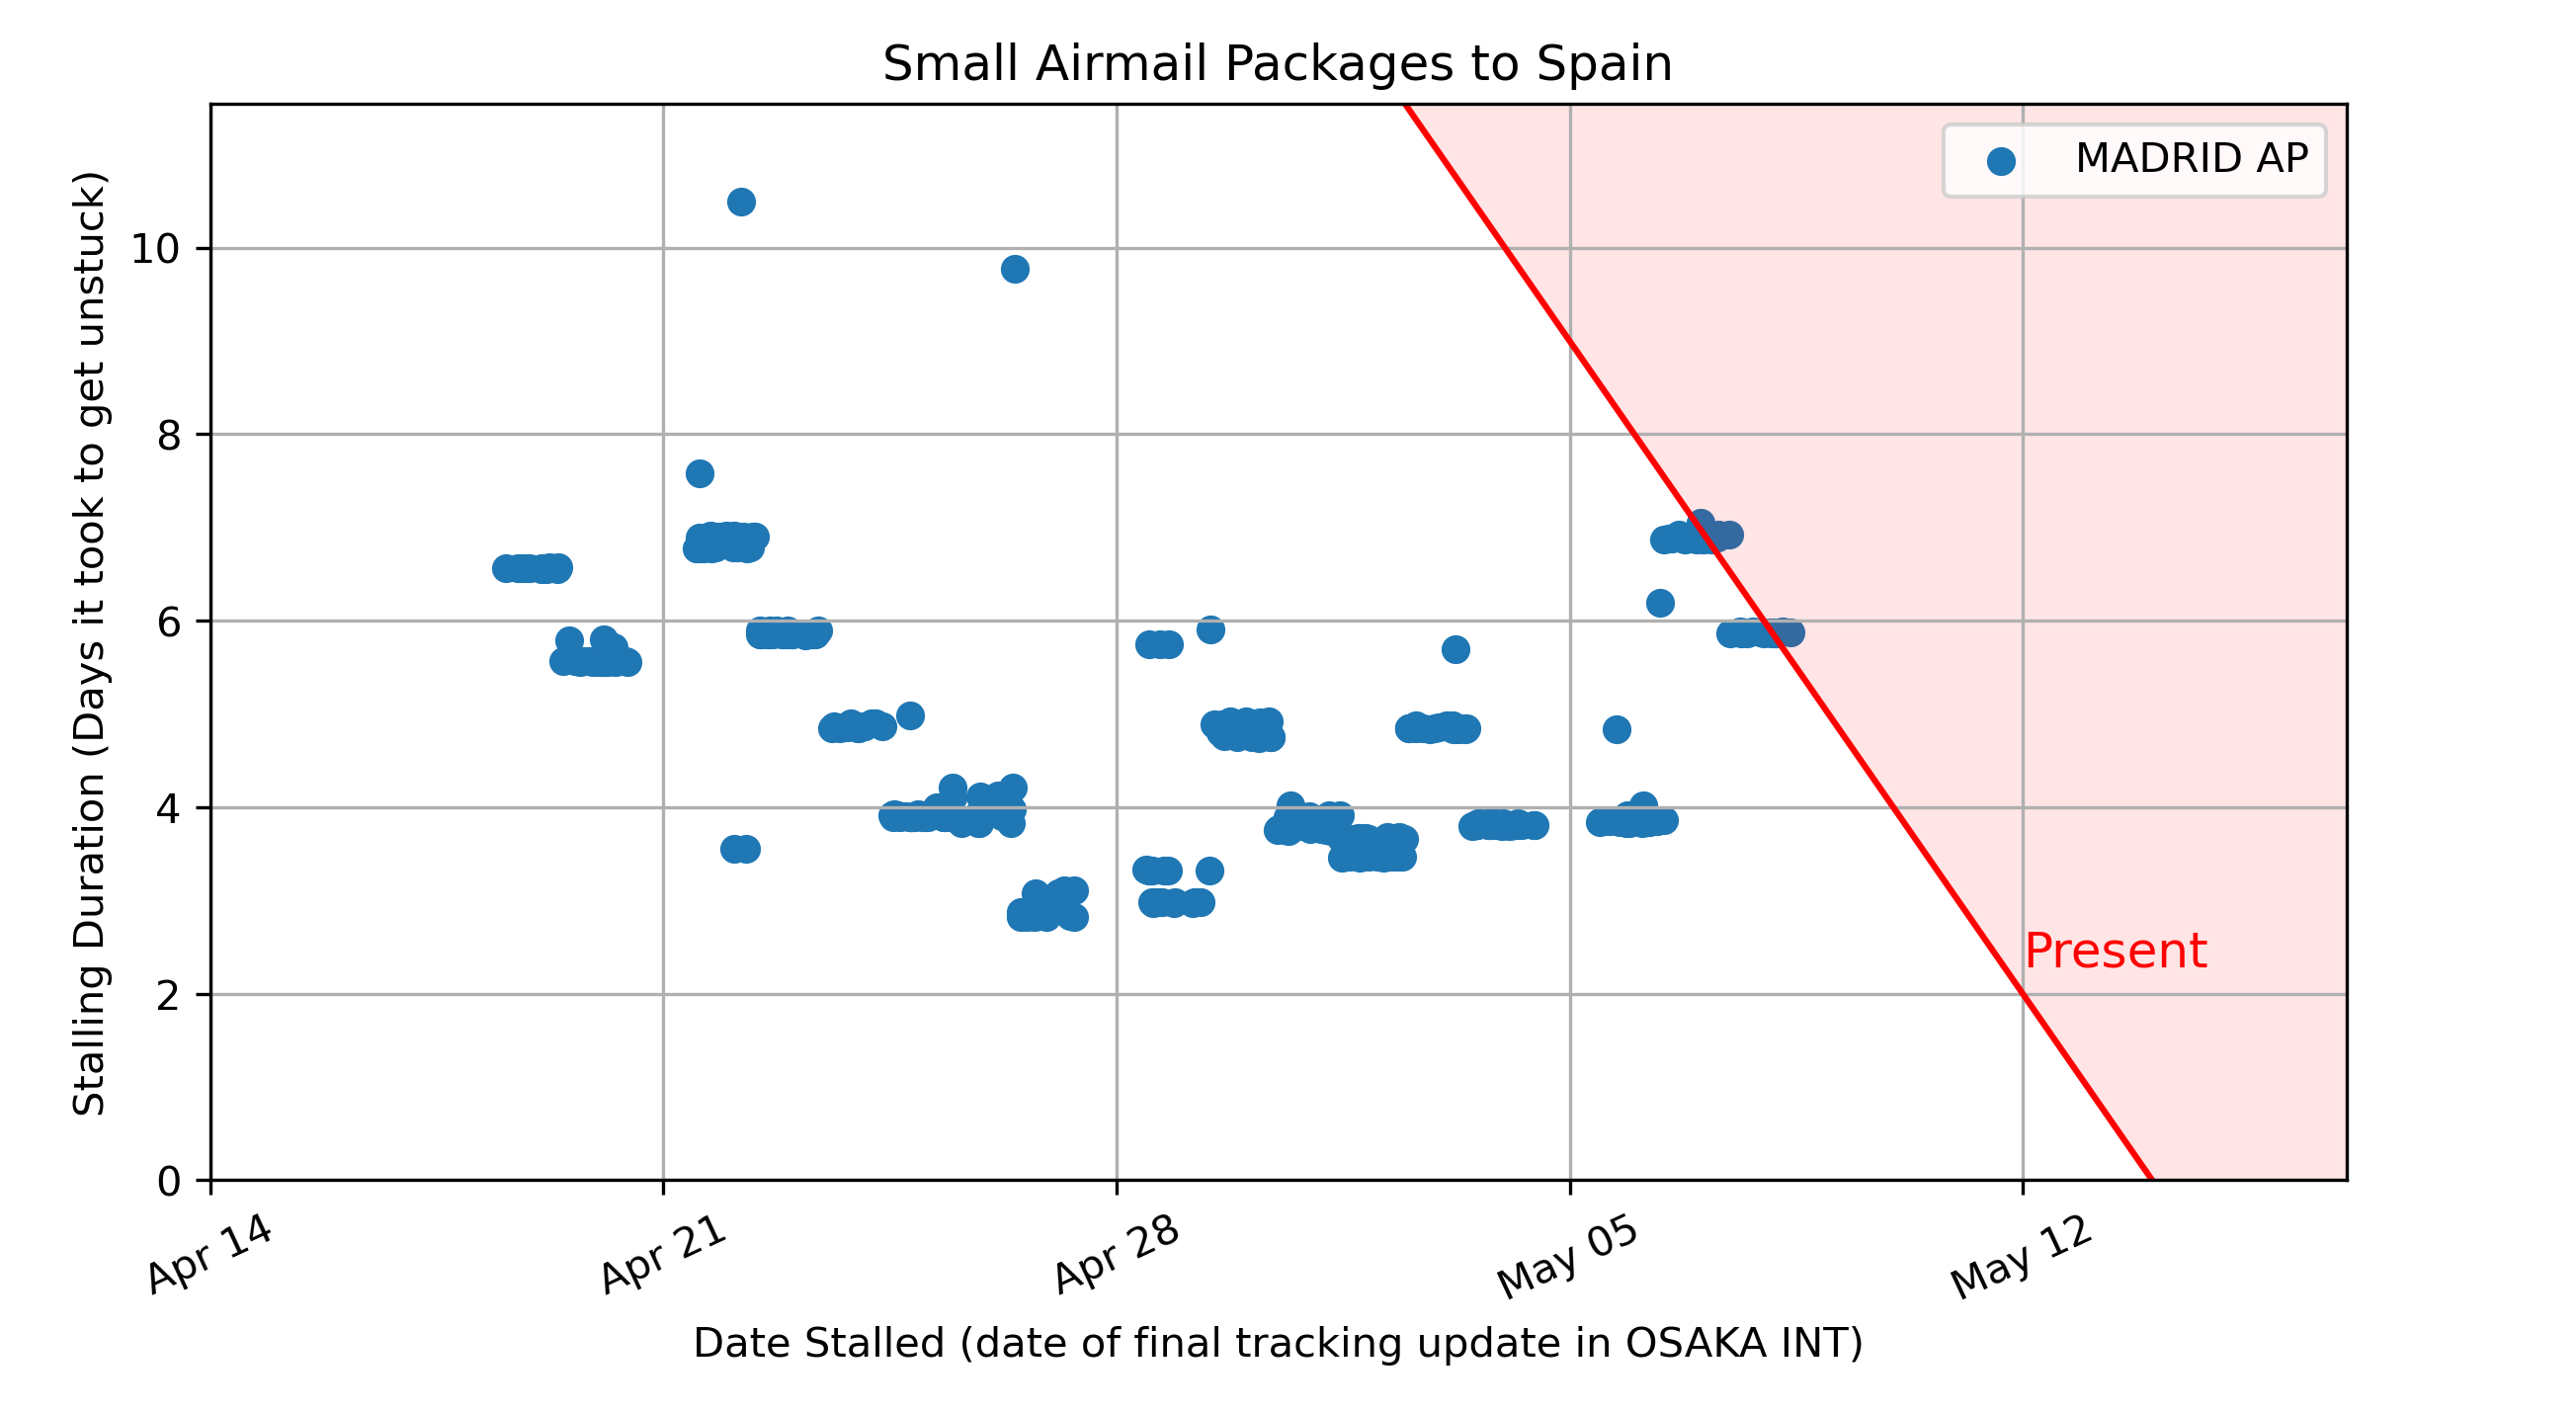 Small Airmail Packages to Spain
MADRID AP
Stalling Duration (Days it took to get unstuck)
10
8
6
4
2
0
Present
Apr 14
Apr 21
Apr 28
May 05
May 12
Date Stalled (date of final tracking update in OSAKA INT)